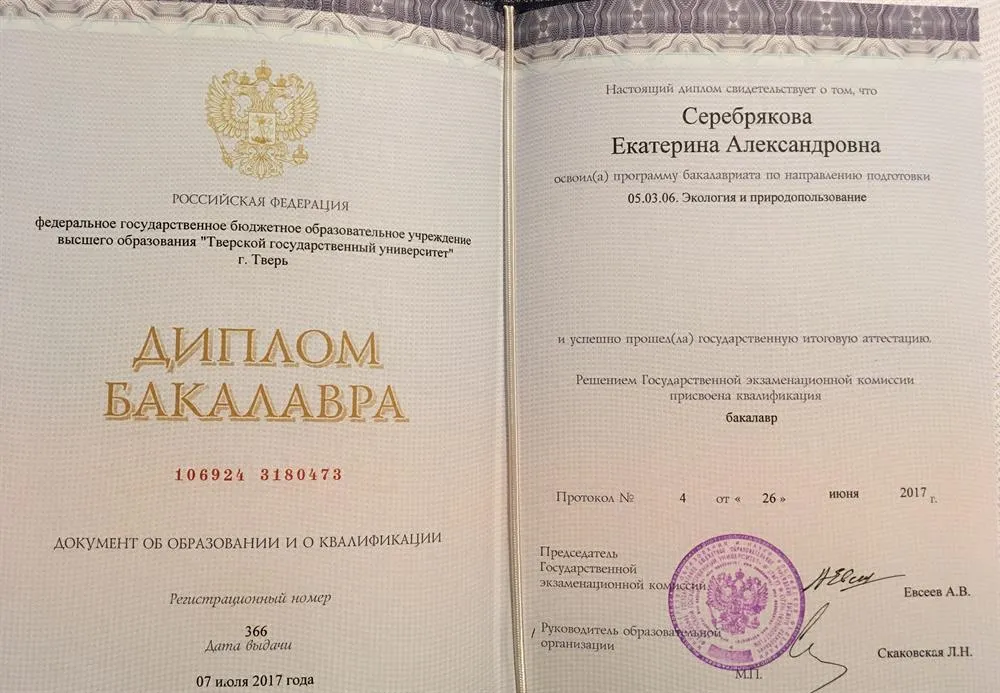 РОССИЙСКАЯ ФЕДЕРАЦИЯ
федеральное государственное бюджетное образовательное учреждение
высшего образования "Тверской государственный университет"
г. Тверь
ДИПЛОМ
БАКАЛАВРА
106924 3180473
ДОКУМЕНТ ОБ ОБРАЗОВАНИИ И О КВАЛИФИКАЦИИ
Регистрационный номер
366
Дата выдачи
07 июля 2017 года
Настоящий диплом свидетельствует о том, что
Серебрякова
Екатерина Александровна
освоил(а) программу бакалавриата по направлению подготовки
05.03.06. Экология и природопользование
и успешно прошел(ла) государственную итоговую аттестацию.
Решением Государственной экзаменационной комиссии
присвоена квалификация
бакалавр
Протокол № 4 от « 26 » июня 2017 г.
Председатель
Государственной
экзаменационной комиссии
Евсеев А.В.
Руководитель образовательной
организации
Скаковская Л.Н.
М.П.